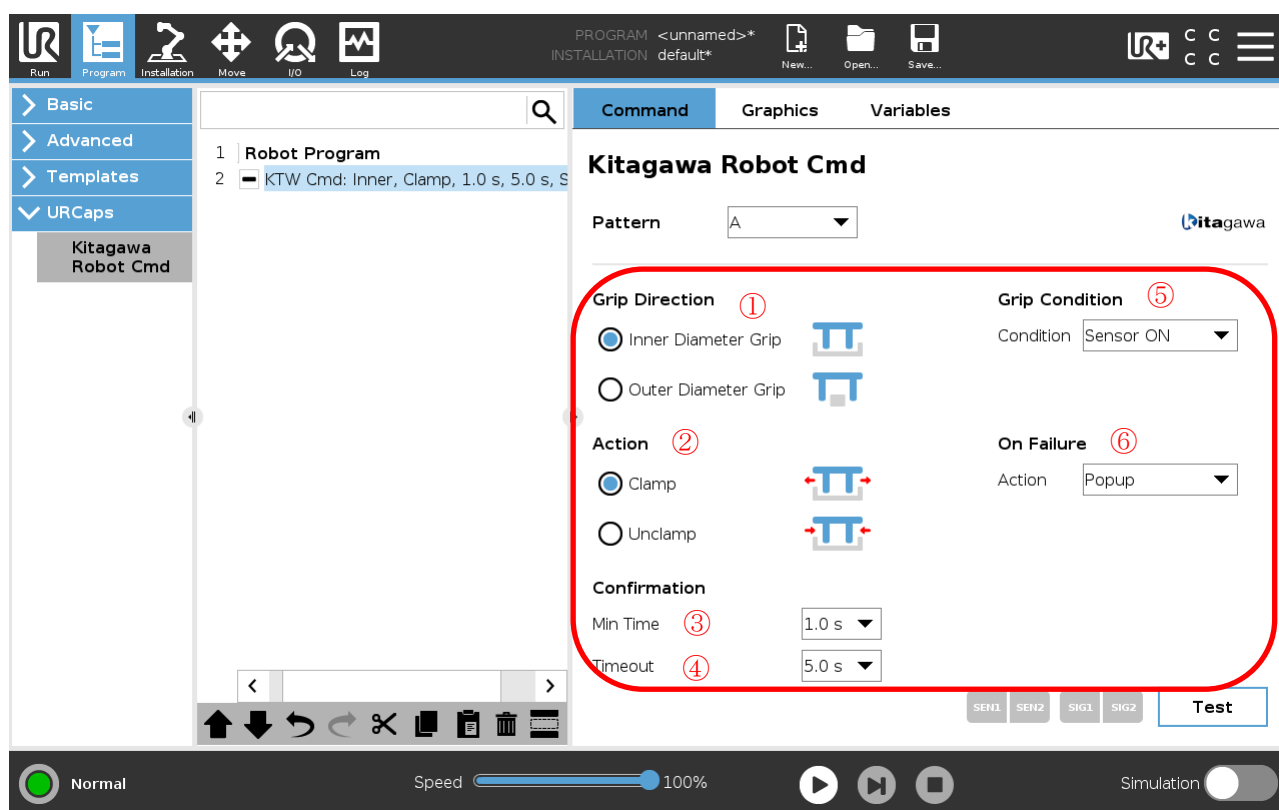 PROGRAM <unnamed>*
INSTALLATION default*
Run Program Installation Move I/O Log New... Open... Save...
UR+ C C
C C
Basic
Advanced
Templates
URCaps
Kitagawa
Robot Cmd
1 Robot Program
2 KTW Cmd: Inner, Clamp, 1.0 s, 5.0 s, S
Command Graphics Variables
Kitagawa Robot Cmd
Pattern A
Kitagawa
Grip Direction ①
Inner Diameter Grip
Outer Diameter Grip
Action ②
Clamp
Unclamp
Confirmation
Min Time ③ 1.0 s
Timeout ④ 5.0 s
Grip Condition ⑤
Condition Sensor ON
On Failure ⑥
Action Popup
SEN1 SEN2 SIG1 SIG2 Test
Normal Speed 100% Simulation